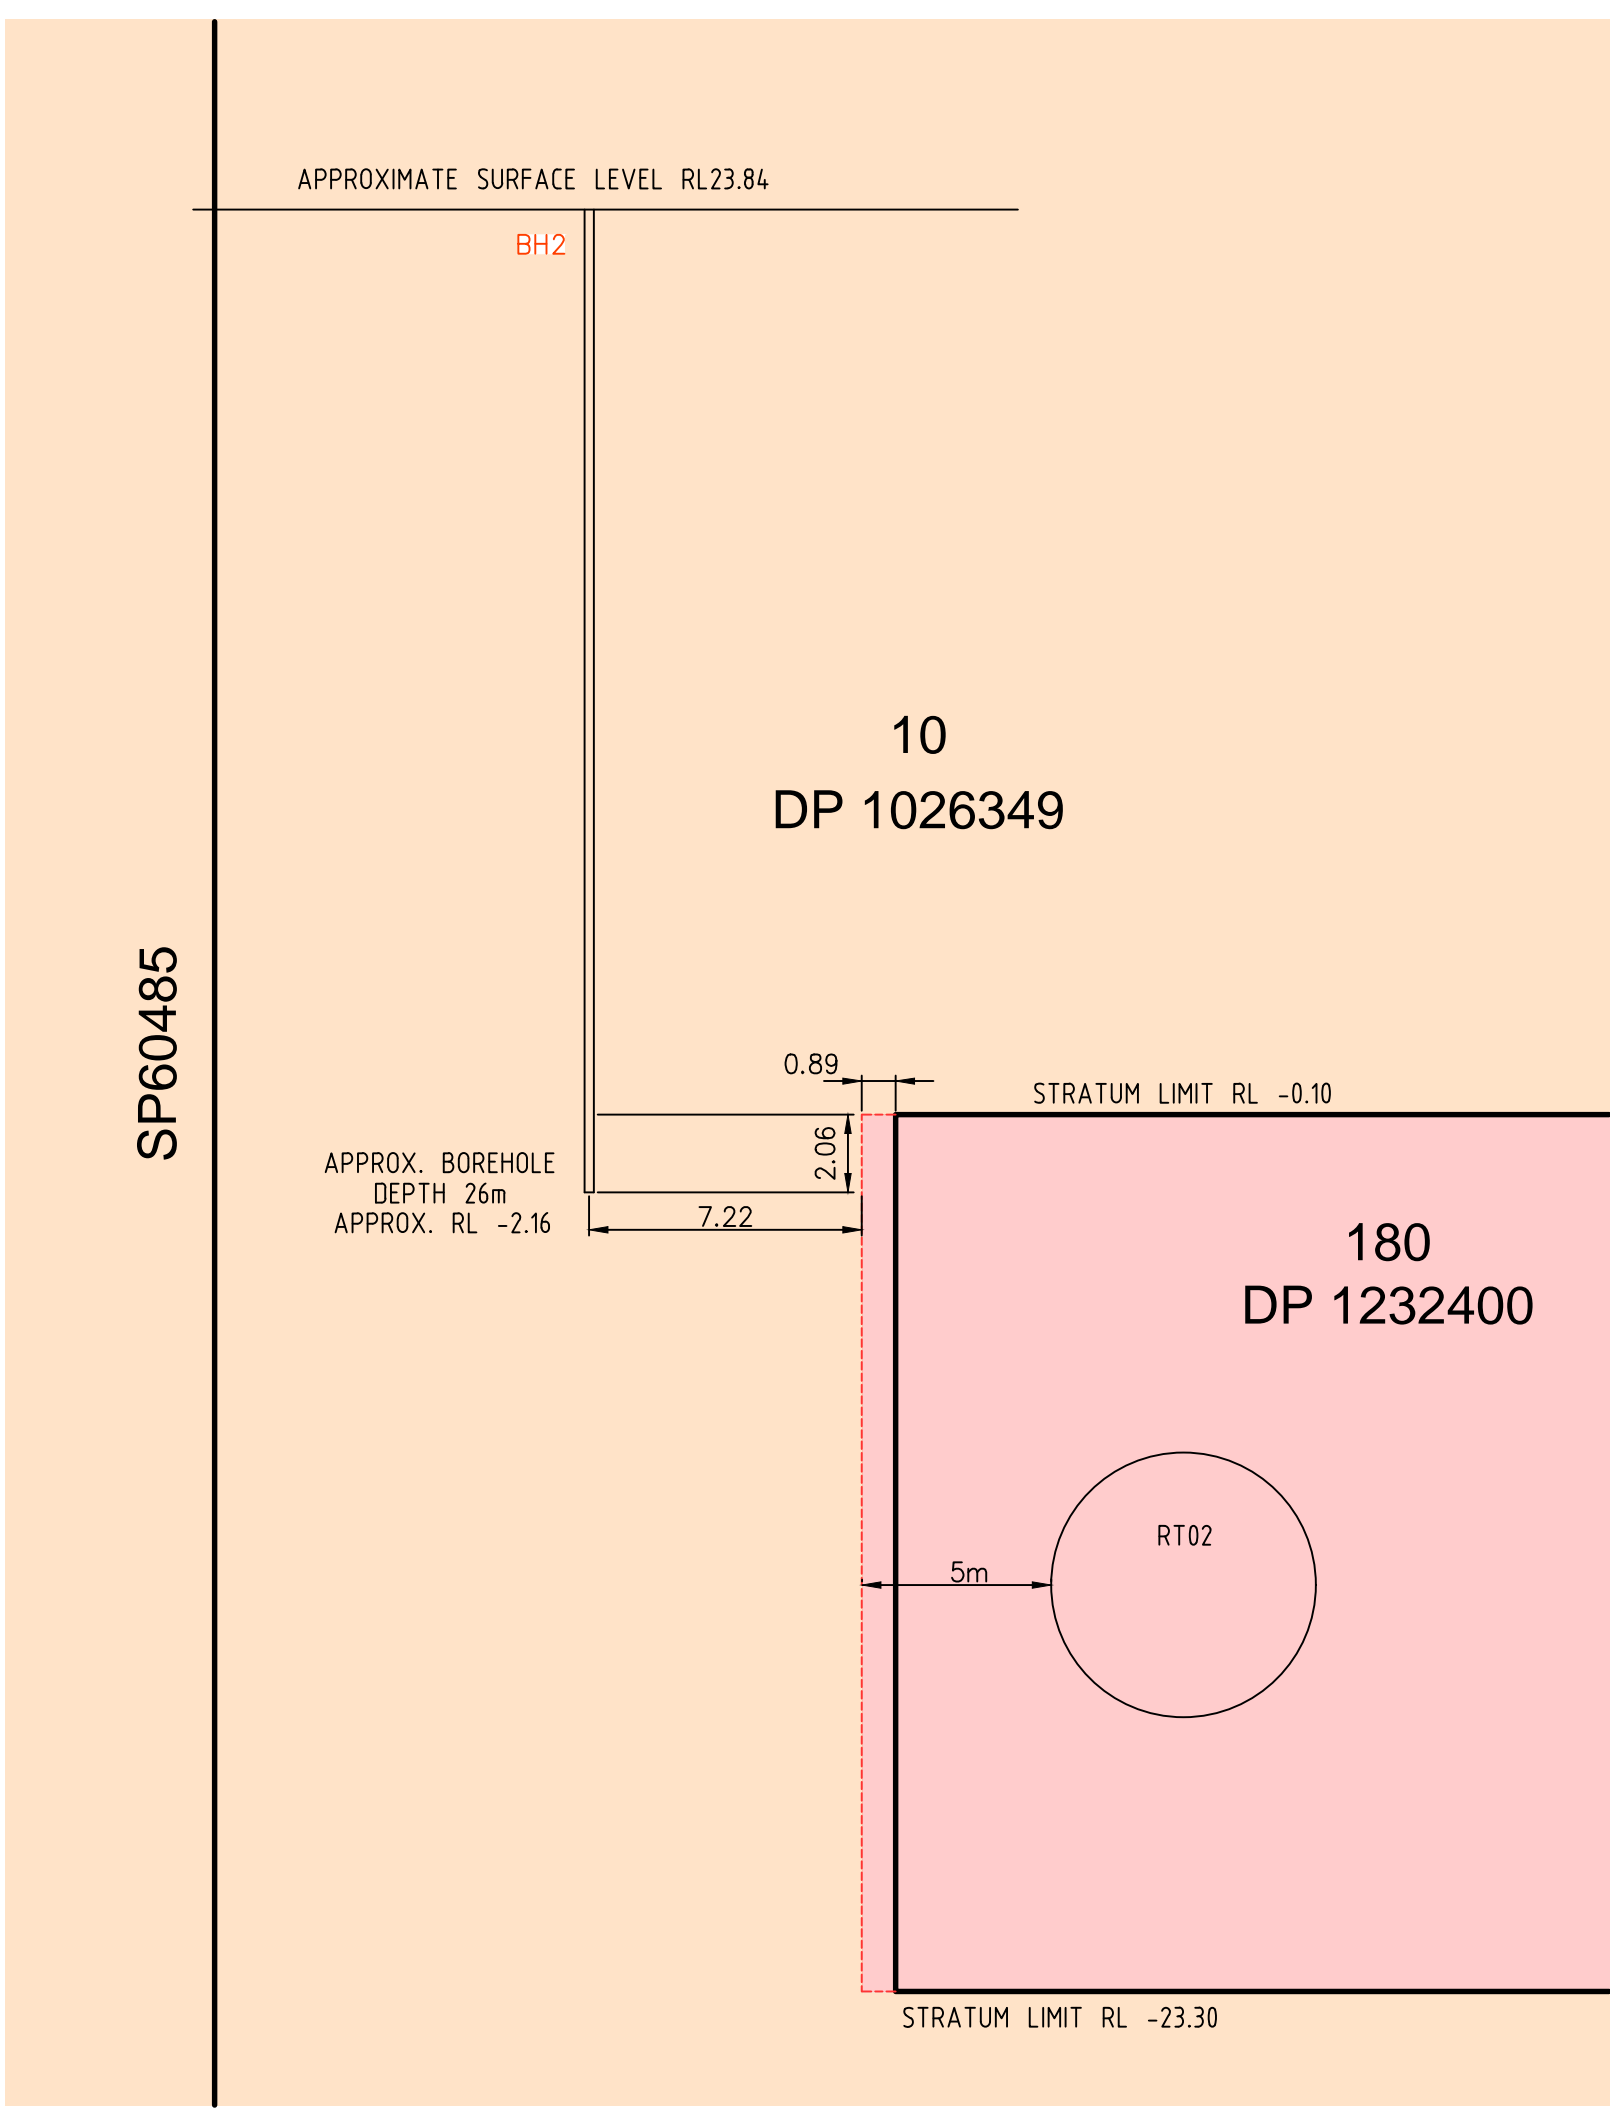 APPROXIMATE SURFACE LEVEL RL23.84
BH2
10
DP 1026349
SP60485
0.89
STRATUM LIMIT RL -0.10
2.06
APPROX. BOREHOLE
DEPTH 26m
APPROX. RL -2.16
7.22
180
DP 1232400
RT02
5m
STRATUM LIMIT RL -23.30